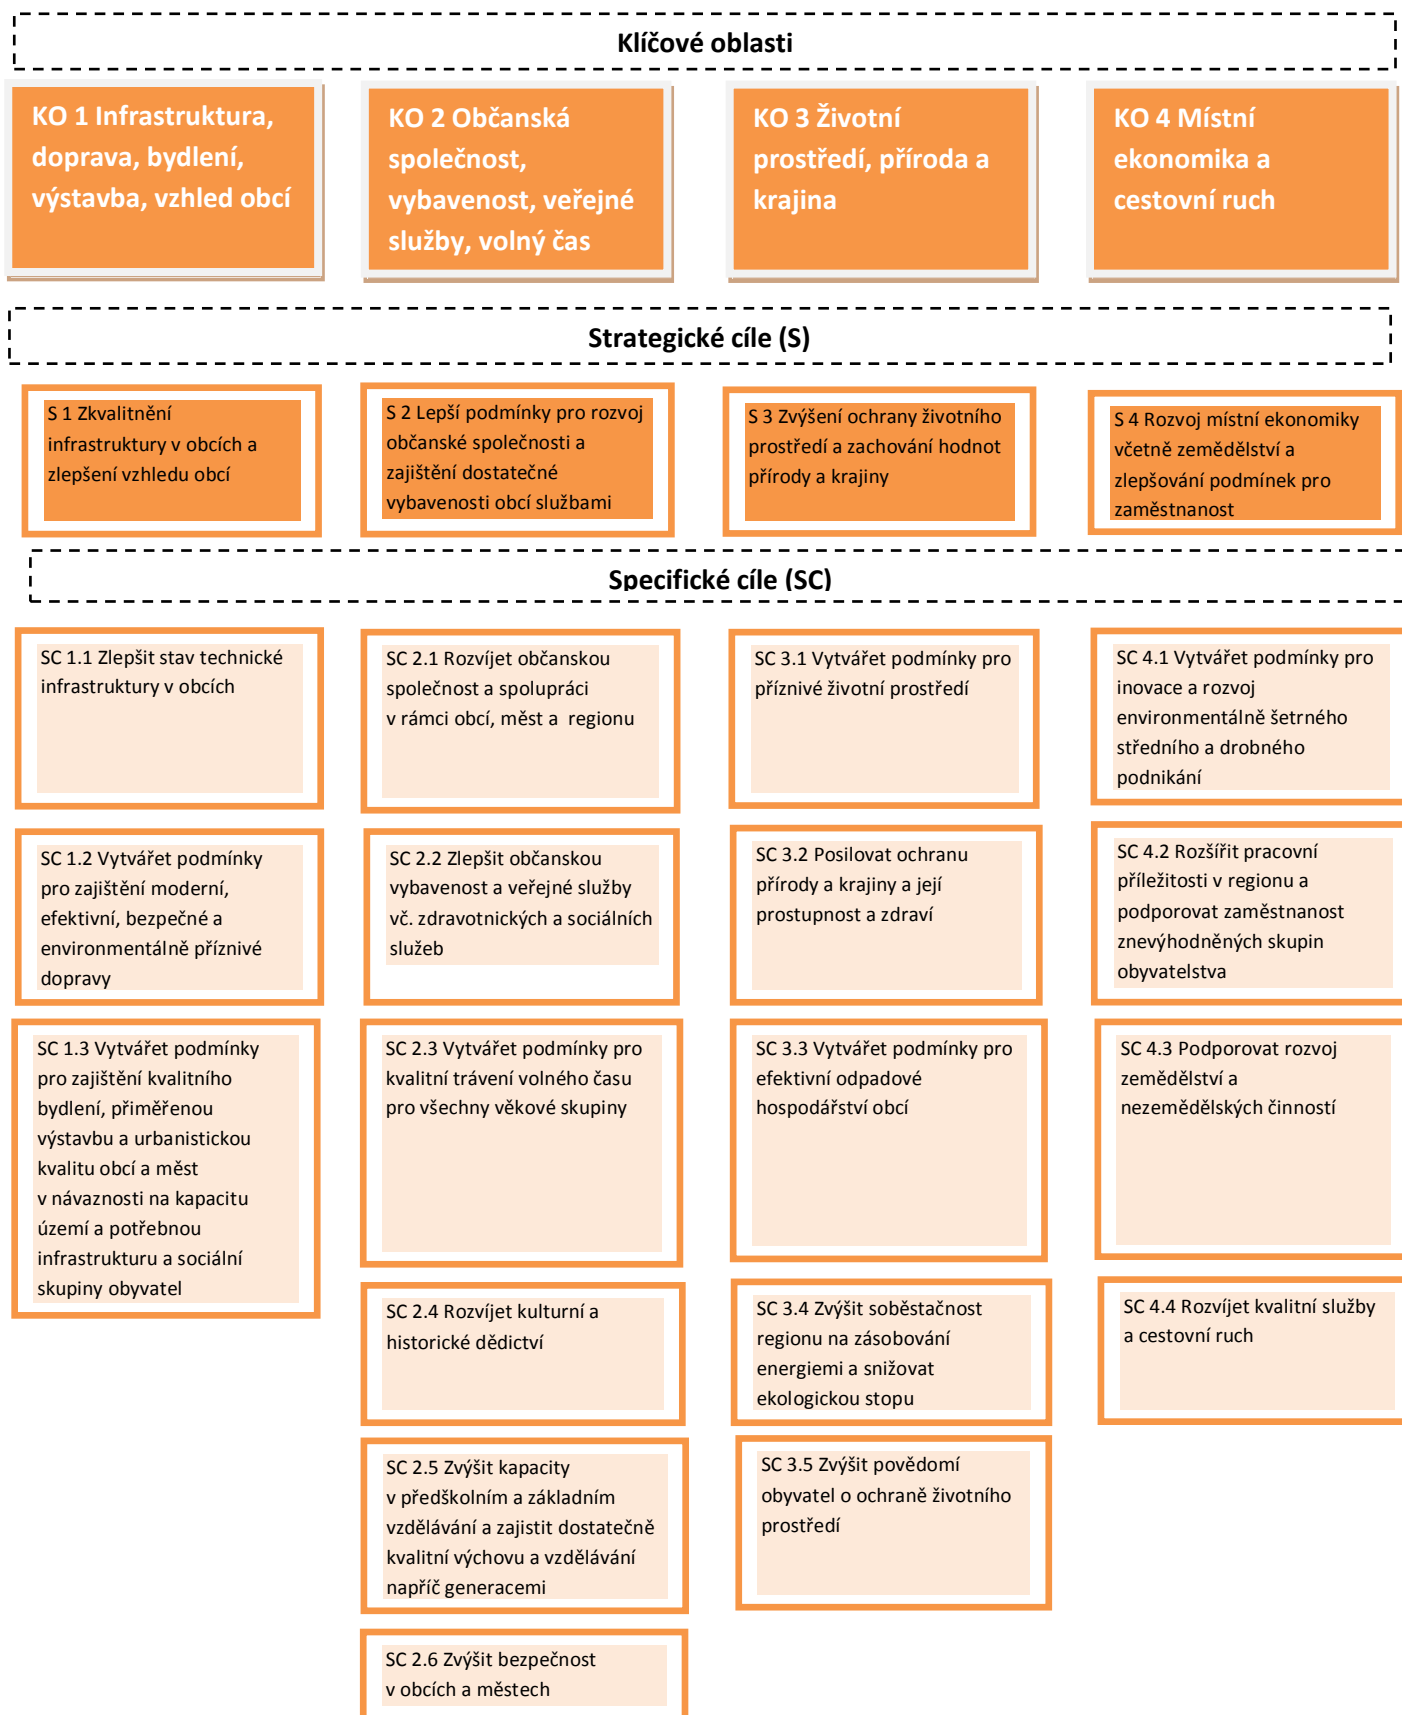 Klíčové oblasti
KO 1 Infrastruktura,
doprava, bydlení,
výstavba, vzhled obcí
KO 2 Občanská
společnost,
vybavenost, veřejné
služby, volný čas
KO 3 Životní
prostředí, příroda a
krajina
KO 4 Místní
ekonomika a
cestovní ruch
Strategické cíle (S)
S 1 Zkvalitnění
infrastruktury v obcích a
zlepšení vzhledu obcí
S 2 Lepší podmínky pro rozvoj
občanské společnosti a
zajištění dostatečné
vybavenosti obcí službami
S 3 Zvýšení ochrany životního
prostředí a zachování hodnot
přírody a krajiny
S 4 Rozvoj místní ekonomiky
včetně zemědělství a
zlepšování podmínek pro
zaměstnanost
Specifické cíle (SC)
SC 1.1 Zlepšit stav technické
infrastruktury v obcích
SC 2.1 Rozvíjet občanskou
společnost a spolupráci
v rámci obcí, měst a  regionu
SC 3.1 Vytvářet podmínky pro
příznivé životní prostředí
SC 4.1 Vytvářet podmínky pro
inovace a rozvoj
environmentálně šetrného
středního a drobného
podnikání
SC 1.2 Vytvářet podmínky
pro zajištění moderní,
efektivní, bezpečné a
environmentálně příznivé
dopravy
SC 2.2 Zlepšit občanskou
vybavenost a veřejné služby
vč. zdravotnických a sociálních
služeb
SC 3.2 Posilovat ochranu
přírody a krajiny a její
prostupnost a zdraví
SC 4.2 Rozšířit pracovní
příležitosti v regionu a
podporovat zaměstnanost
znevýhodněných skupin
obyvatelstva
SC 1.3 Vytvářet podmínky
pro zajištění kvalitního
bydlení, přiměřenou
výstavbu a urbanistickou
kvalitu obcí a měst
v návaznosti na kapacitu
území a potřebnou
infrastrukturu a sociální
skupiny obyvatel
SC 2.3 Vytvářet podmínky pro
kvalitní trávení volného času
pro všechny věkové skupiny
SC 3.3 Vytvářet podmínky pro
efektivní odpadové
hospodářství obcí
SC 4.3 Podporovat rozvoj
zemědělství a
nezemědělských činností
SC 2.4 Rozvíjet kulturní a
historické dědictví
SC 3.4 Zvýšit soběstačnost
regionu na zásobování
energiemi a snižovat
ekologickou stopu
SC 4.4 Rozvíjet kvalitní služby
a cestovní ruch
SC 2.5 Zvýšit kapacity
v předškolním a základním
vzdělávání a zajistit dostatečně
kvalitní výchovu a vzdělávání
napříč generacemi
SC 3.5 Zvýšit povědomí
obyvatel o ochraně životního
prostředí
SC 2.6 Zvýšit bezpečnost
v obcích a městech